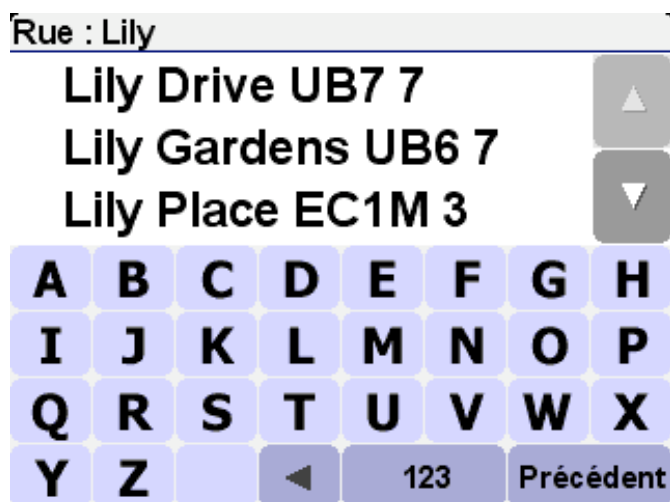 Rue : Lily
Lily Drive UB7 7
Lily Gardens UB6 7
Lily Place EC1M 3
A B C D E F G H
I J K L M N O P
Q R S T U V W X
Y Z 123 Précédent